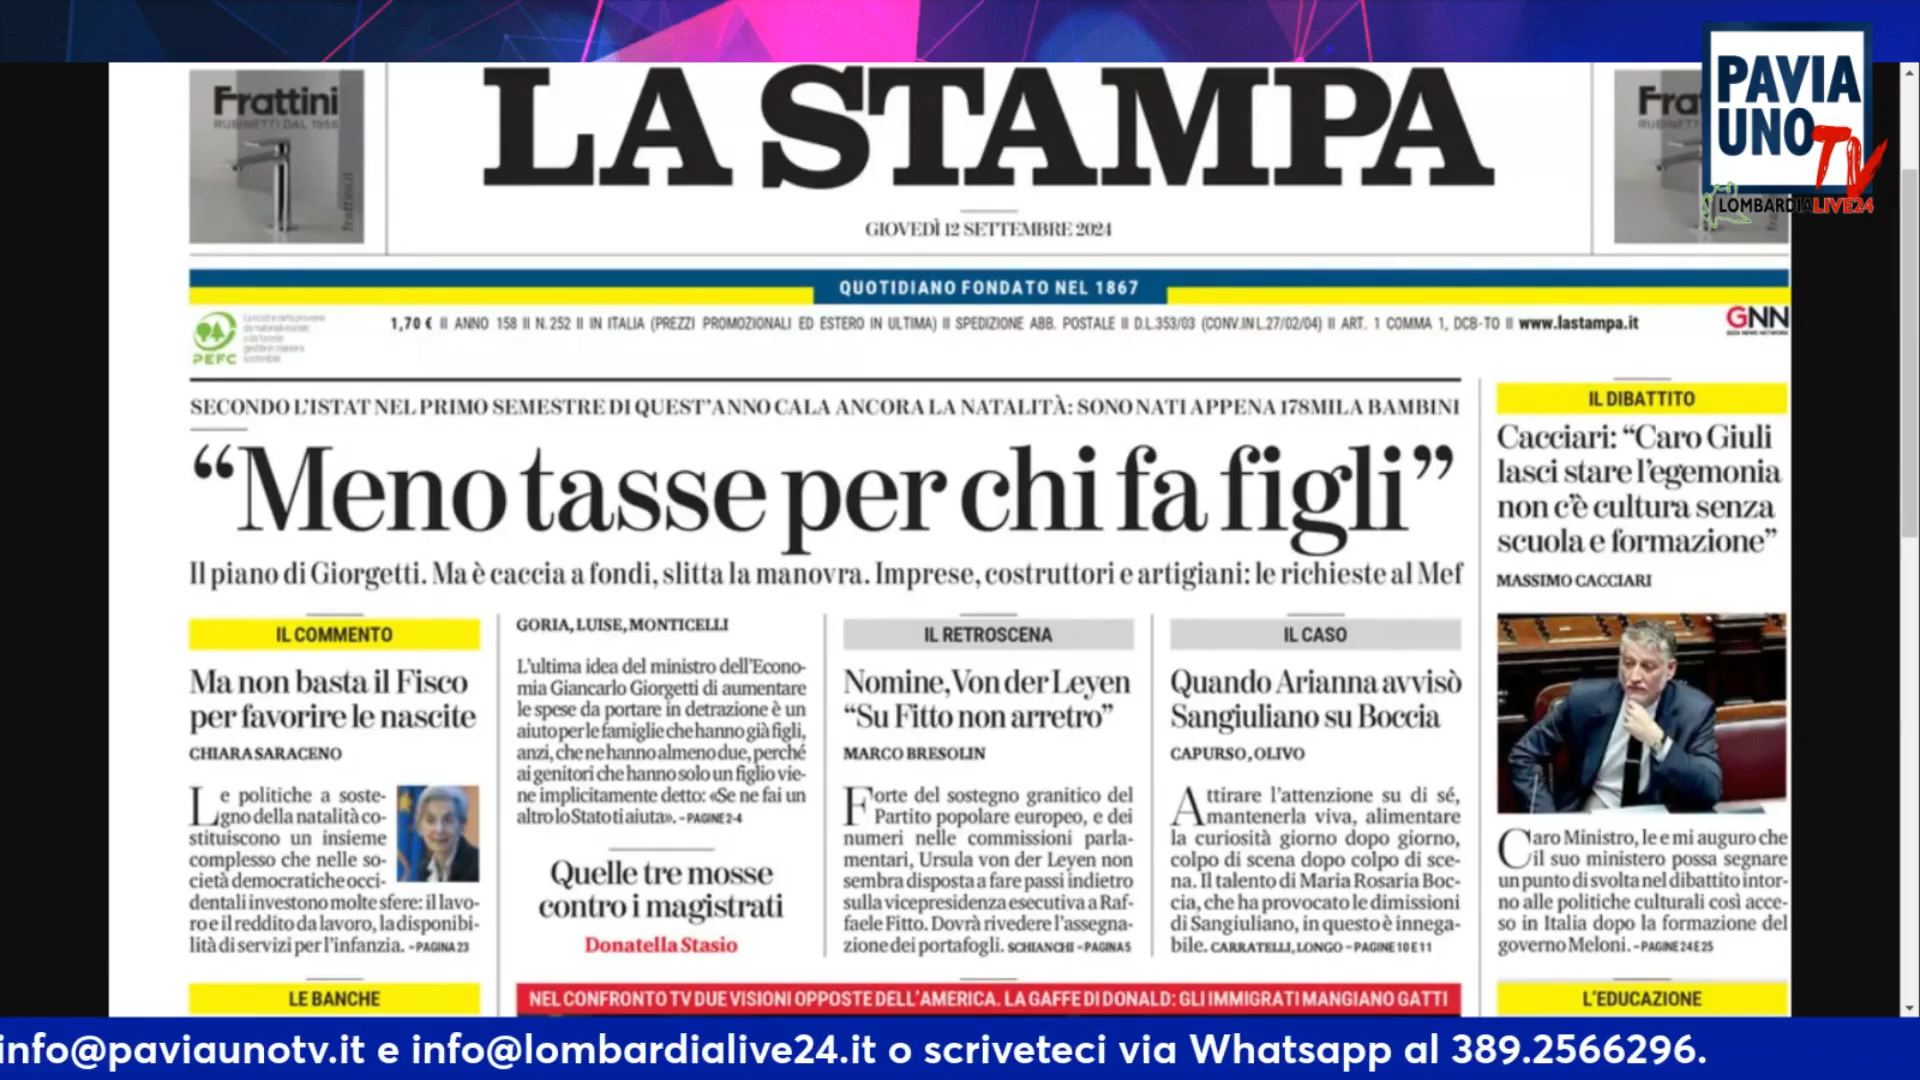 Frattini
RUBINETTI DAL 1958
frattini.it
LA STAMPA
GIOVEDÌ 12 SETTEMBRE 2024
Fra
PAVIA
UNO TV
LOMBARDIALIVE24
QUOTIDIANO FONDATO NEL 1867
PEFC
1,70 € II ANNO 158 II N.252 II IN ITALIA (PREZZI PROMOZIONALI ED ESTERO IN ULTIMA) II SPEDIZIONE ABB. POSTALE II D.L.353/03 (CONV.IN L.27/02/04) II ART. 1 COMMA 1, DCB-TO II www.lastampa.it
GNN
SECONDO L'ISTAT NEL PRIMO SEMESTRE DI QUEST'ANNO CALA ANCORA LA NATALITÀ: SONO NATI APPENA 178MILA BAMBINI
“Meno tasse per chi fa figli”
Il piano di Giorgetti. Ma è caccia a fondi, slitta la manovra. Imprese, costruttori e artigiani: le richieste al Mef
IL COMMENTO
Ma non basta il Fisco
per favorire le nascite
CHIARA SARACENO
Le politiche a soste-
gno della natalità co-
stituiscono un insieme
complesso che nelle so-
cietà democratiche occi-
dentali investono molte sfere: il lavo-
ro e il reddito da lavoro, la disponibi-
lità di servizi per l'infanzia. – PAGINA 23
LE BANCHE
GORIA, LUISE, MONTICELLI
L'ultima idea del ministro dell'Econo-
mia Giancarlo Giorgetti di aumentare
le spese da portare in detrazione è un
aiuto per le famiglie che hanno già figli,
anzi, che ne hanno almeno due, perché
ai genitori che hanno solo un figlio vie-
ne implicitamente detto: «Se ne fai un
altro lo Stato ti aiuta». – PAGINE 2-4
Quelle tre mosse
contro i magistrati
Donatella Stasio
IL RETROSCENA
Nomine, Von der Leyen
“Su Fitto non arretro”
MARCO BRESOLIN
Forte del sostegno granitico del
Partito popolare europeo, e dei
numeri nelle commissioni parla-
mentari, Ursula von der Leyen non
sembra disposta a fare passi indietro
sulla vicepresidenza esecutiva a Raf-
faele Fitto. Dovrà rivedere l'assegna-
zione dei portafogli. SCHIANCHI – PAGINA 5
IL CASO
Quando Arianna avvisò
Sangiuliano su Boccia
CAPURSO, OLIVO
Attirare l'attenzione su di sé,
mantenerla viva, alimentare
la curiosità giorno dopo giorno,
colpo di scena dopo colpo di sce-
na. Il talento di Maria Rosaria Boc-
cia, che ha provocato le dimissioni
di Sangiuliano, in questo è innega-
bile. CARRATELLI, LONGO – PAGINE 10 E 11
NEL CONFRONTO TV DUE VISIONI OPPOSTE DELL'AMERICA. LA GAFFE DI DONALD: GLI IMMIGRATI MANGIANO GATTI
IL DIBATTITO
Cacciari: “Caro Giuli
lasci stare l'egemonia
non c'è cultura senza
scuola e formazione”
MASSIMO CACCIARI
Caro Ministro, le e mi auguro che
il suo ministero possa segnare
un punto di svolta nel dibattito intor-
no alle politiche culturali così acce-
so in Italia dopo la formazione del
governo Meloni. – PAGINE 24 E 25
L'EDUCAZIONE
info@paviaunotv.it e info@lombardialive24.it o scriveteci via Whatsapp al 389.2566296.